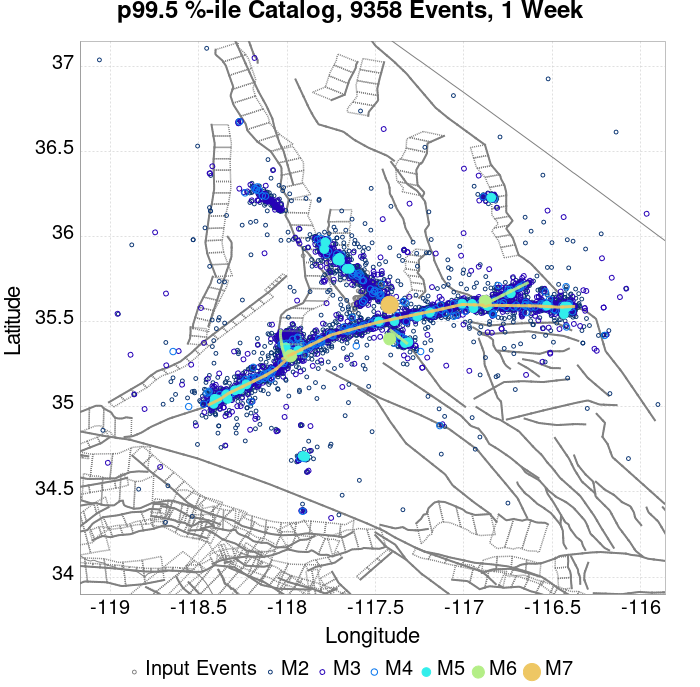 p99.5 %-ile Catalog, 9358 Events, 1 Week
37
36.5
36
35.5
35
34.5
34
Latitude
-119
-118.5
-118
-117.5
-117
-116.5
-116
Longitude
Input Events
M2
M3
M4
M5
M6
M7